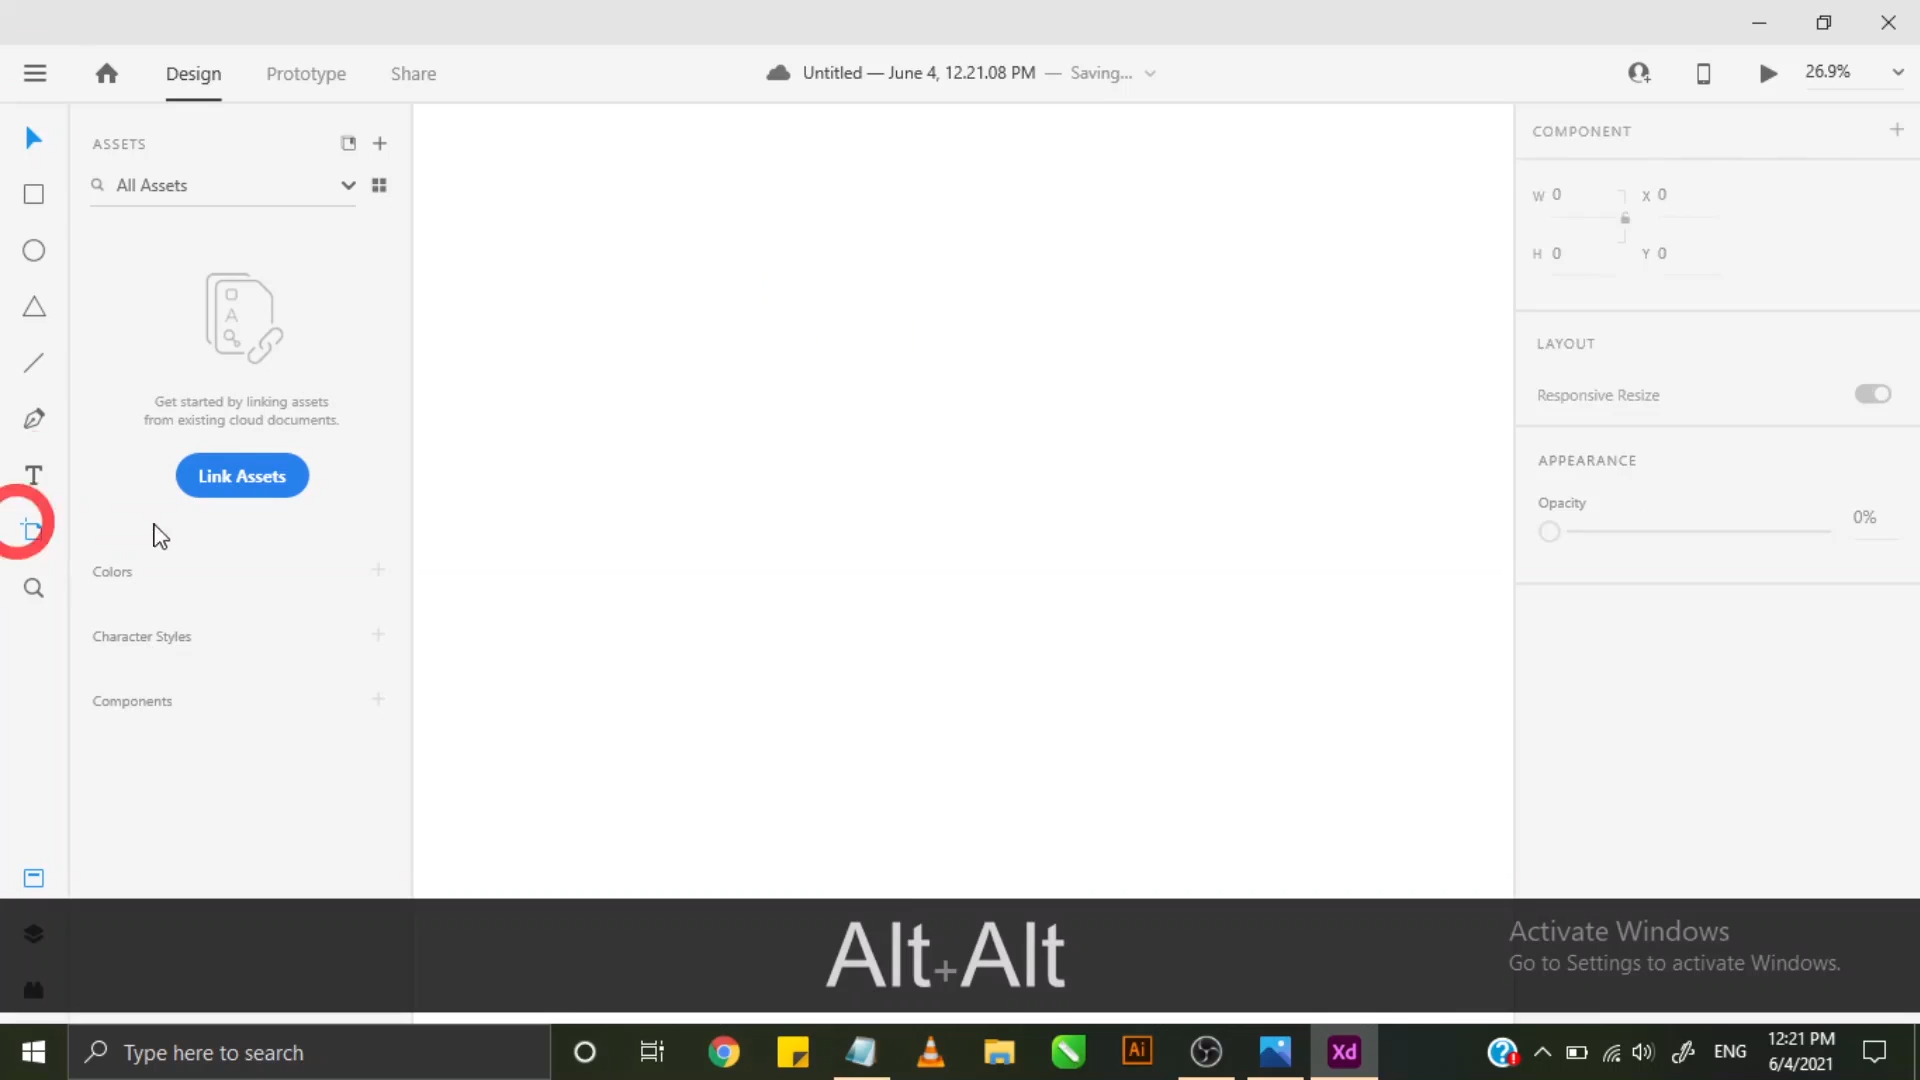 Design
Prototype
Share
Untitled — June 4, 12.21.08 PM — Saving...
26.9%
ASSETS
All Assets
A
Get started by linking assets
from existing cloud documents.
Link Assets
T
Colors
Character Styles
Components
COMPONENT
W 0
X 0
H 0
Y 0
LAYOUT
Responsive Resize
APPEARANCE
Opacity
0%
Alt+Alt
Activate Windows
Go to Settings to activate Windows.
Type here to search
Ai
Xd
ENG
12:21 PM
6/4/2021